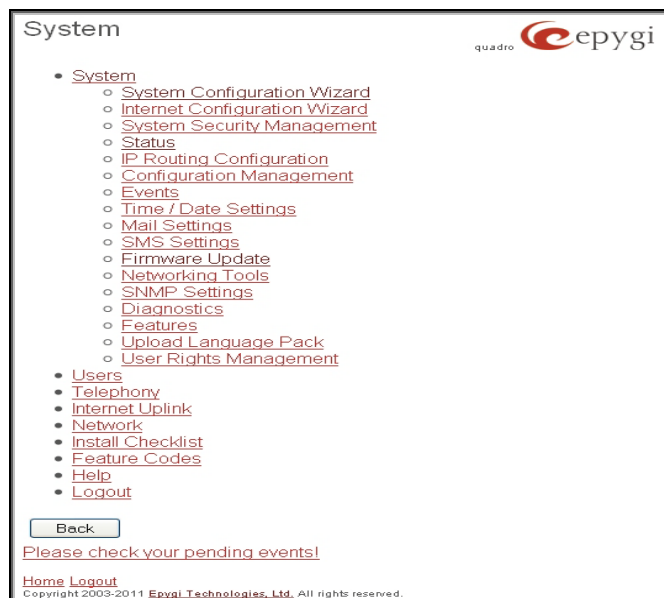 System
quadro epygi
System
System Configuration Wizard
Internet Configuration Wizard
System Security Management
Status
IP Routing Configuration
Configuration Management
Events
Time / Date Settings
Mail Settings
SMS Settings
Firmware Update
Networking Tools
SNMP Settings
Diagnostics
Features
Upload Language Pack
User Rights Management
Users
Telephony
Internet Uplink
Network
Install Checklist
Feature Codes
Help
Logout
Back
Please check your pending events!
Home Logout
Copyright 2003-2011 Epygi Technologies, Ltd. All rights reserved.